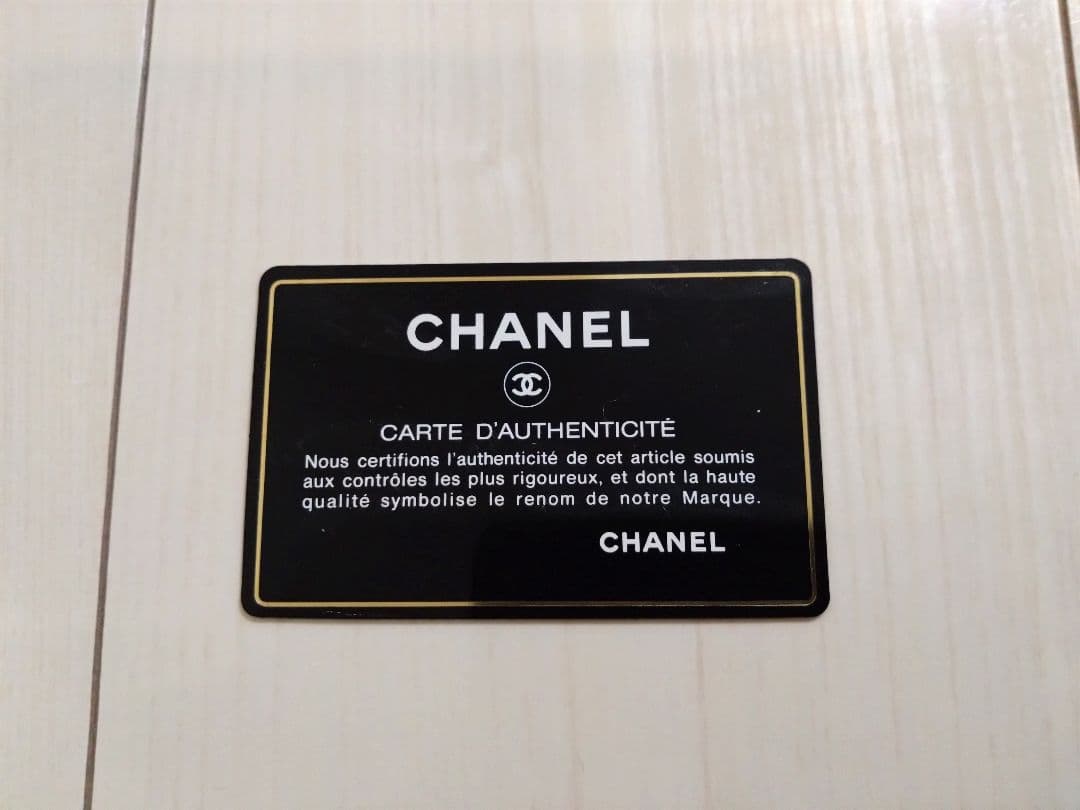 CHANEL
CARTE D'AUTHENTICITÉ
Nous certifions l'authenticité de cet article soumis
aux contrôles les plus rigoureux, et dont la haute
qualité symbolise le renom de notre Marque.
CHANEL